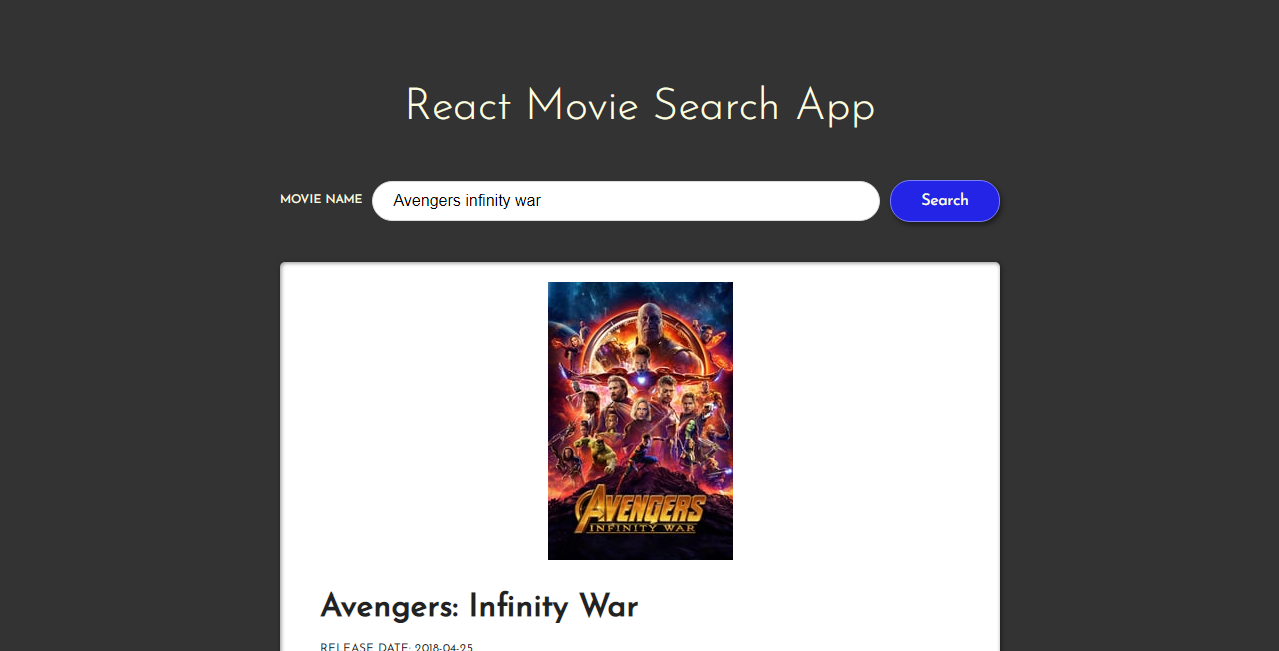 React Movie Search App
MOVIE NAME Avengers infinity war Search
AVENGERS
INFINITY WAR
Avengers: Infinity War
RELEASE DATE: 2018-04-25